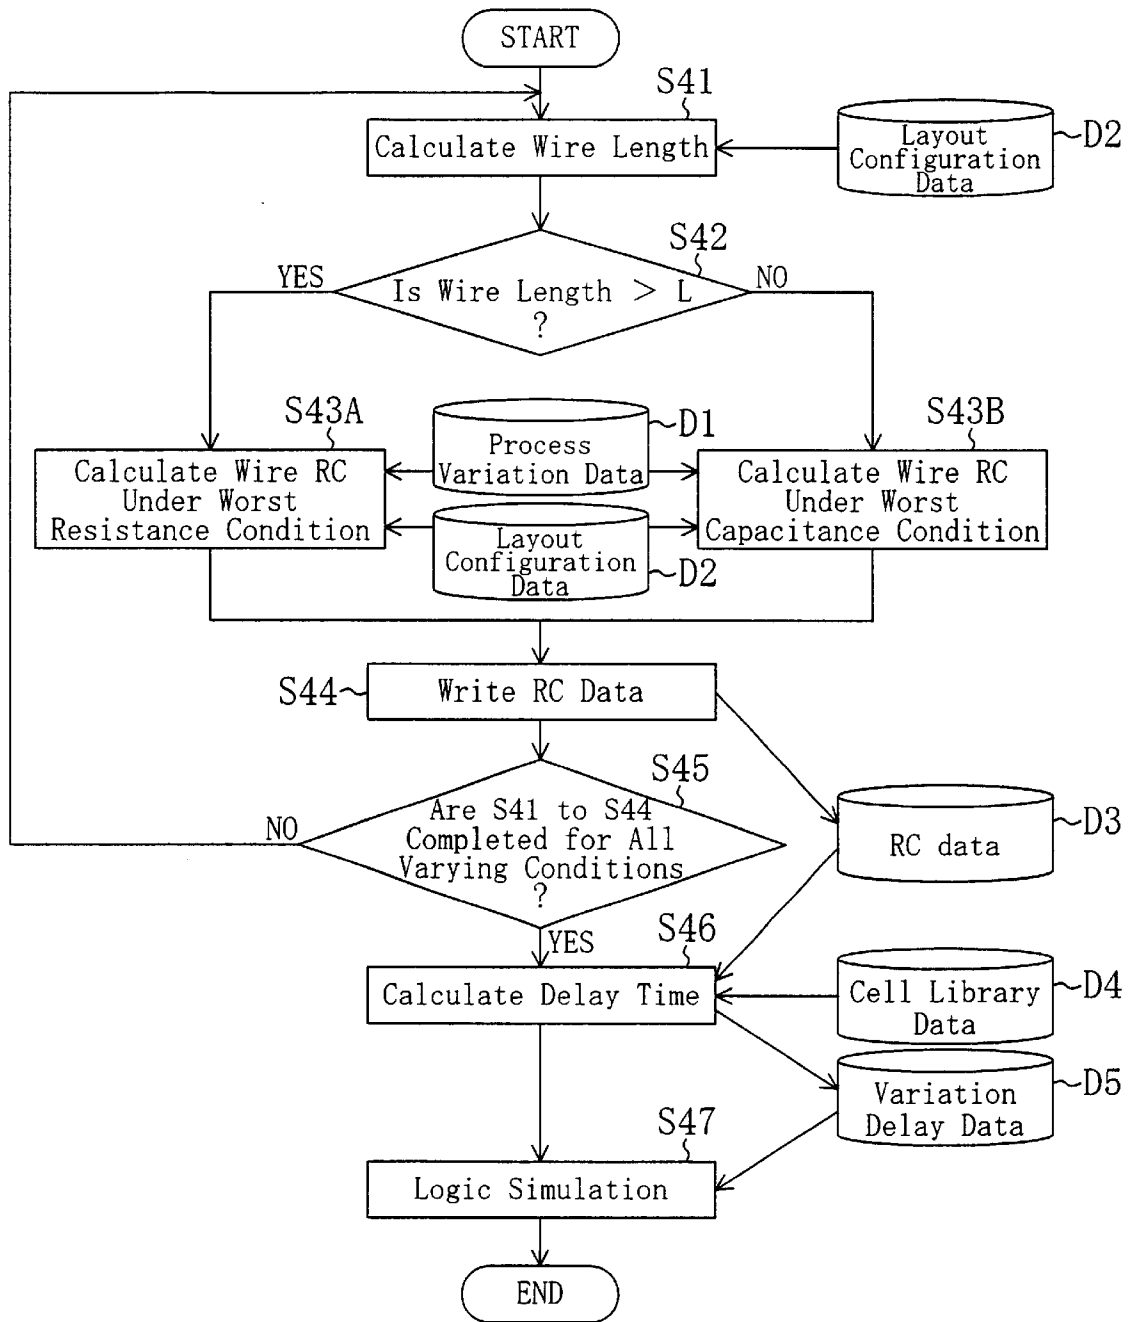 START
S41
Calculate Wire Length
Layout
Configuration
Data
D2
S42
YES
Is Wire Length > L
?
NO
S43A
Calculate Wire RC
Under Worst
Resistance Condition
Process
Variation Data
D1
Layout
Configuration
Data
D2
S43B
Calculate Wire RC
Under Worst
Capacitance Condition
S44
Write RC Data
S45
Are S41 to S44
Completed for All
Varying Conditions
?
NO
YES
RC data
D3
S46
Calculate Delay Time
Cell Library
Data
D4
Variation
Delay Data
D5
S47
Logic Simulation
END